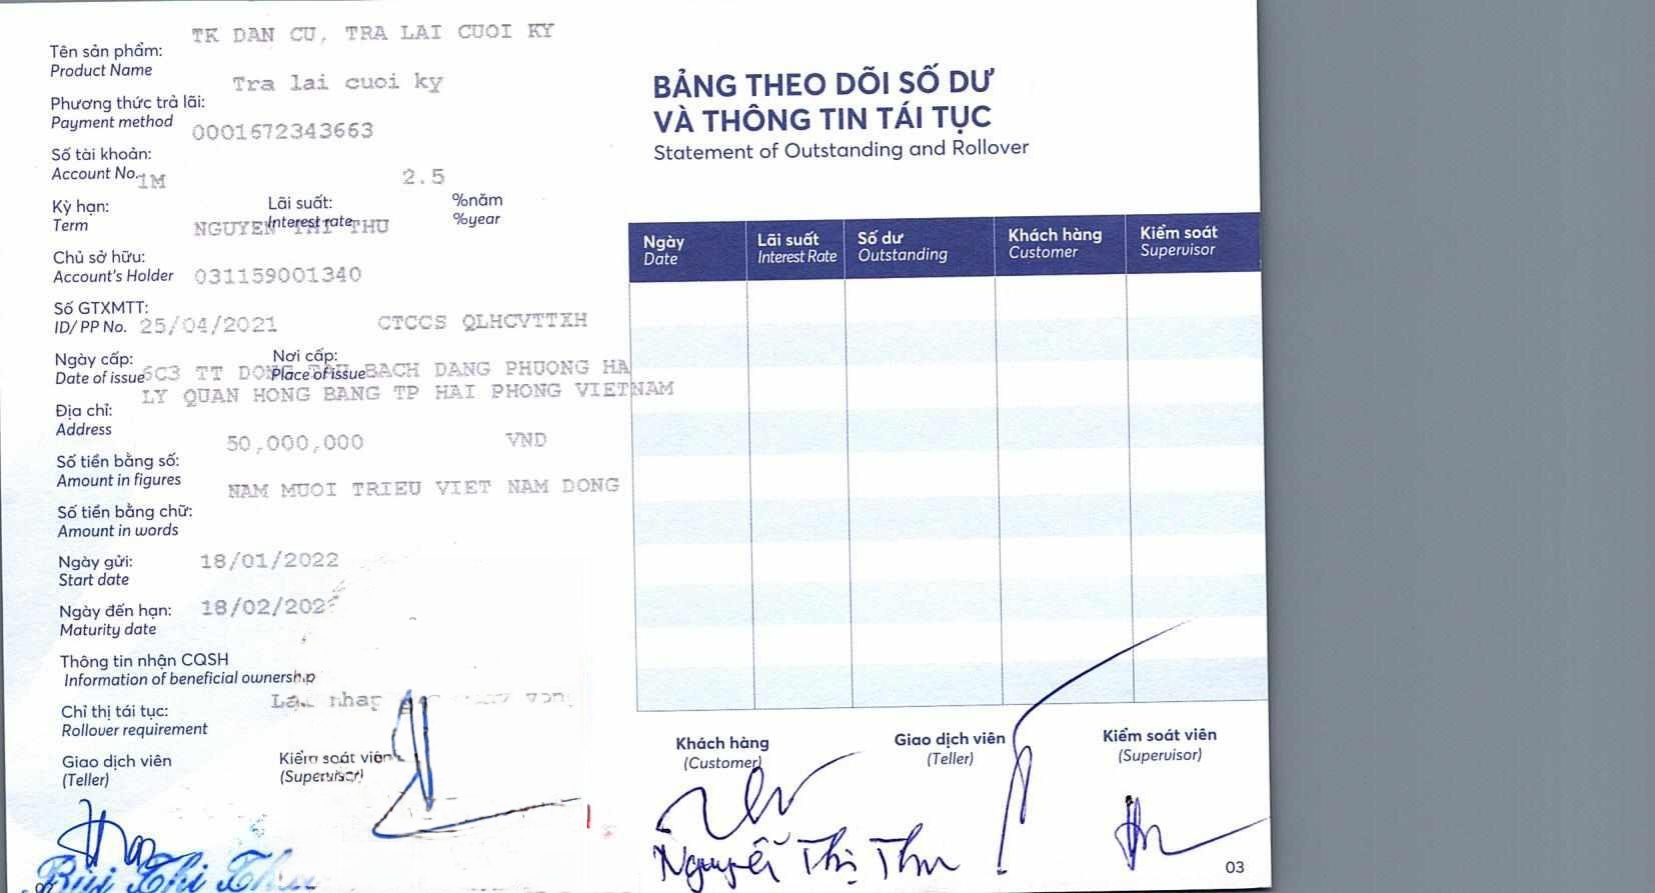 TK DAN CU, TRA LAI CUOI KY
Tên sản phẩm:
Product Name
Tra lai cuoi ky
Phương thức trả lãi:
Payment method
0001672343663
Số tài khoản:
Account No.
1M
2.5
Kỳ hạn:
Term
Lãi suất:
Interest rate
%năm
%year
NGUYEN THI THU
Chủ sở hữu:
Account's Holder
031159001340
Số GTXMTT:
ID/ PP No.
25/04/2021
CTCCS QLHCVTTXH
Ngày cấp:
Date of issue
Nơi cấp:
Place of issue
6C3 TT DONG TAU BACH DANG PHUONG HA
LY QUAN HONG BANG TP HAI PHONG VIETNAM
Địa chỉ:
Address
50,000,000 VND
Số tiền bằng số:
Amount in figures
NAM MUOI TRIEU VIET NAM DONG
Số tiền bằng chữ:
Amount in words
Ngày gửi:
Start date
18/01/2022
Ngày đến hạn:
Maturity date
18/02/202
Thông tin nhận CQSH
Information of beneficial ownership
Lai nhap
Chỉ thị tái tục:
Rollover requirement
Giao dịch viên
(Teller)
Kiểm soát viên
(Supervisor)
Bùi Thị Thu
BẢNG THEO DÕI SỐ DƯ
VÀ THÔNG TIN TÁI TỤC
Statement of Outstanding and Rollover
Ngày
Date
Lãi suất
Interest Rate
Số dư
Outstanding
Khách hàng
Customer
Kiểm soát
Supervisor
Khách hàng
(Customer)
Giao dịch viên
(Teller)
Kiểm soát viên
(Supervisor)
Nguyễn Thị Thu
03